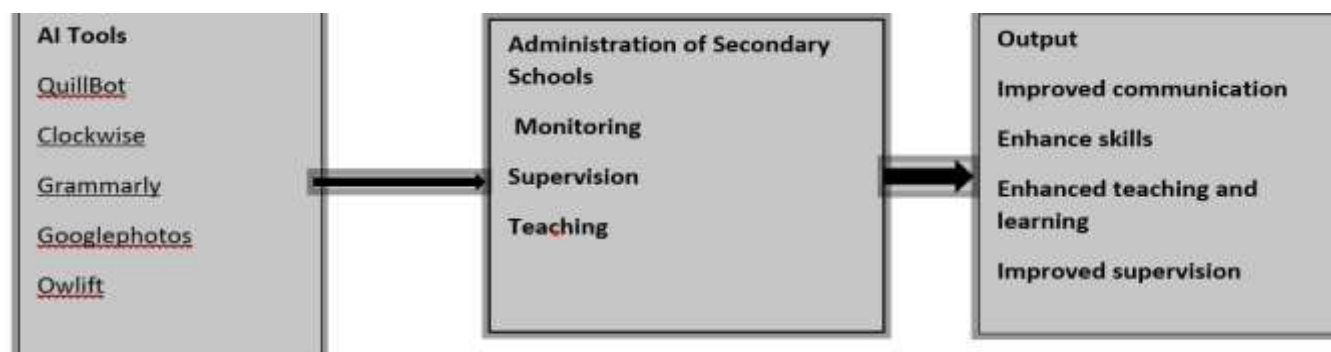 AI Tools
QuillBot
Clockwise
Grammarly
Googlephotos
Owlift
Administration of Secondary
Schools
Monitoring
Supervision
Teaching
Output
Improved communication
Enhance skills
Enhanced teaching and
learning
Improved supervision